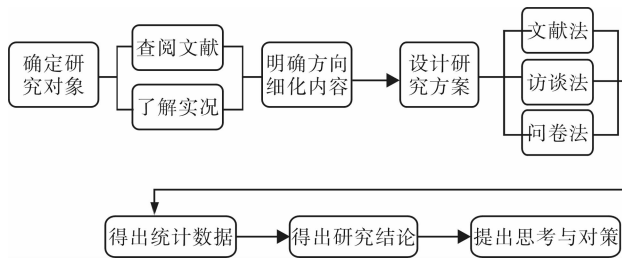 确定研
究对象
查阅文献
了解实况
明确方向
细化内容
设计研
究方案
文献法
访谈法
问卷法
得出统计数据
得出研究结论
提出思考与对策